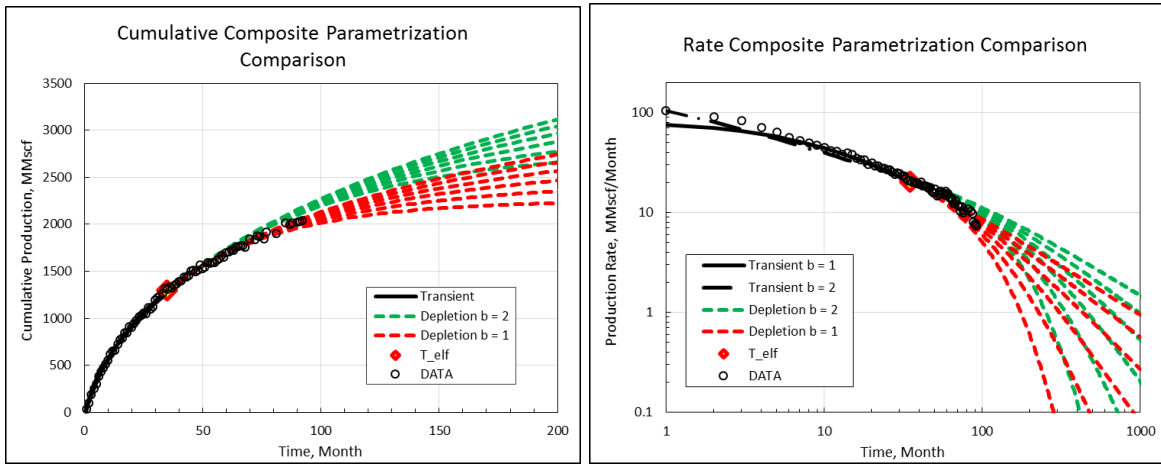 Cumulative Composite Parametrization
Comparison
3500
3000
2500
2000
1500
1000
500
0
Cumulative Production, MMscf
Transient
Depletion b = 2
Depletion b = 1
T_elf
DATA
0 50 100 150 200
Time, Month
Rate Composite Parametrization Comparison
100
10
1
0.1
Production Rate, MMscf/Month
Transient b = 1
Transient b = 2
Depletion b = 2
Depletion b = 1
T_elf
DATA
1 10 100 1000
Time, Month